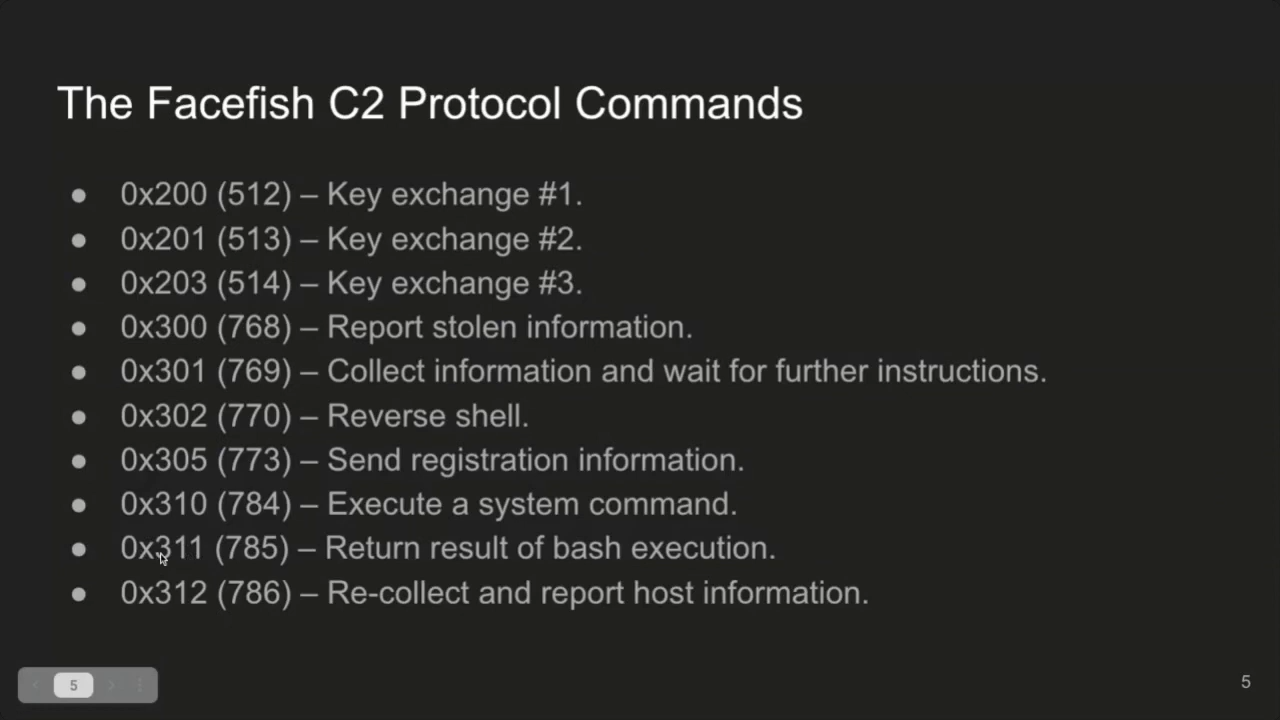 The Facefish C2 Protocol Commands
● 0x200 (512) – Key exchange #1.
● 0x201 (513) – Key exchange #2.
● 0x203 (514) – Key exchange #3.
● 0x300 (768) – Report stolen information.
● 0x301 (769) – Collect information and wait for further instructions.
● 0x302 (770) – Reverse shell.
● 0x305 (773) – Send registration information.
● 0x310 (784) – Execute a system command.
● 0x311 (785) – Return result of bash execution.
● 0x312 (786) – Re-collect and report host information.
5
5